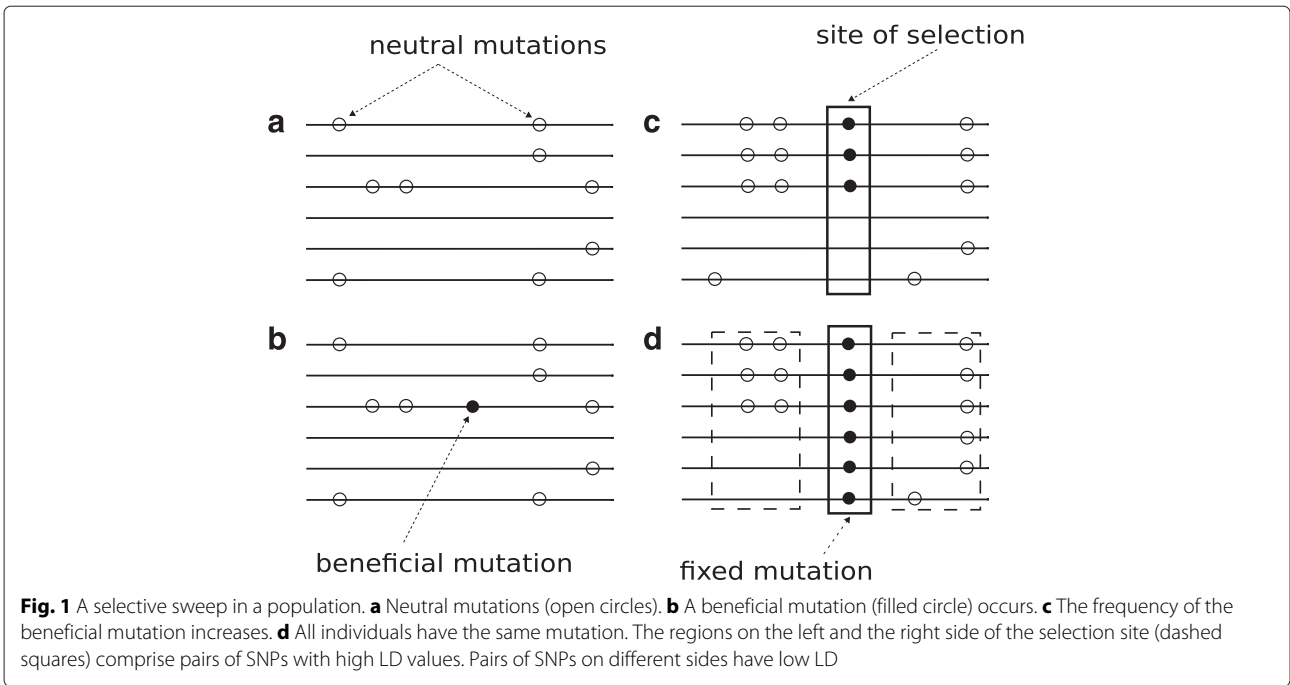 neutral mutations
site of selection
a
c
b
d
beneficial mutation
fixed mutation
Fig. 1 A selective sweep in a population. a Neutral mutations (open circles). b A beneficial mutation (filled circle) occurs. c The frequency of the
beneficial mutation increases. d All individuals have the same mutation. The regions on the left and the right side of the selection site (dashed
squares) comprise pairs of SNPs with high LD values. Pairs of SNPs on different sides have low LD